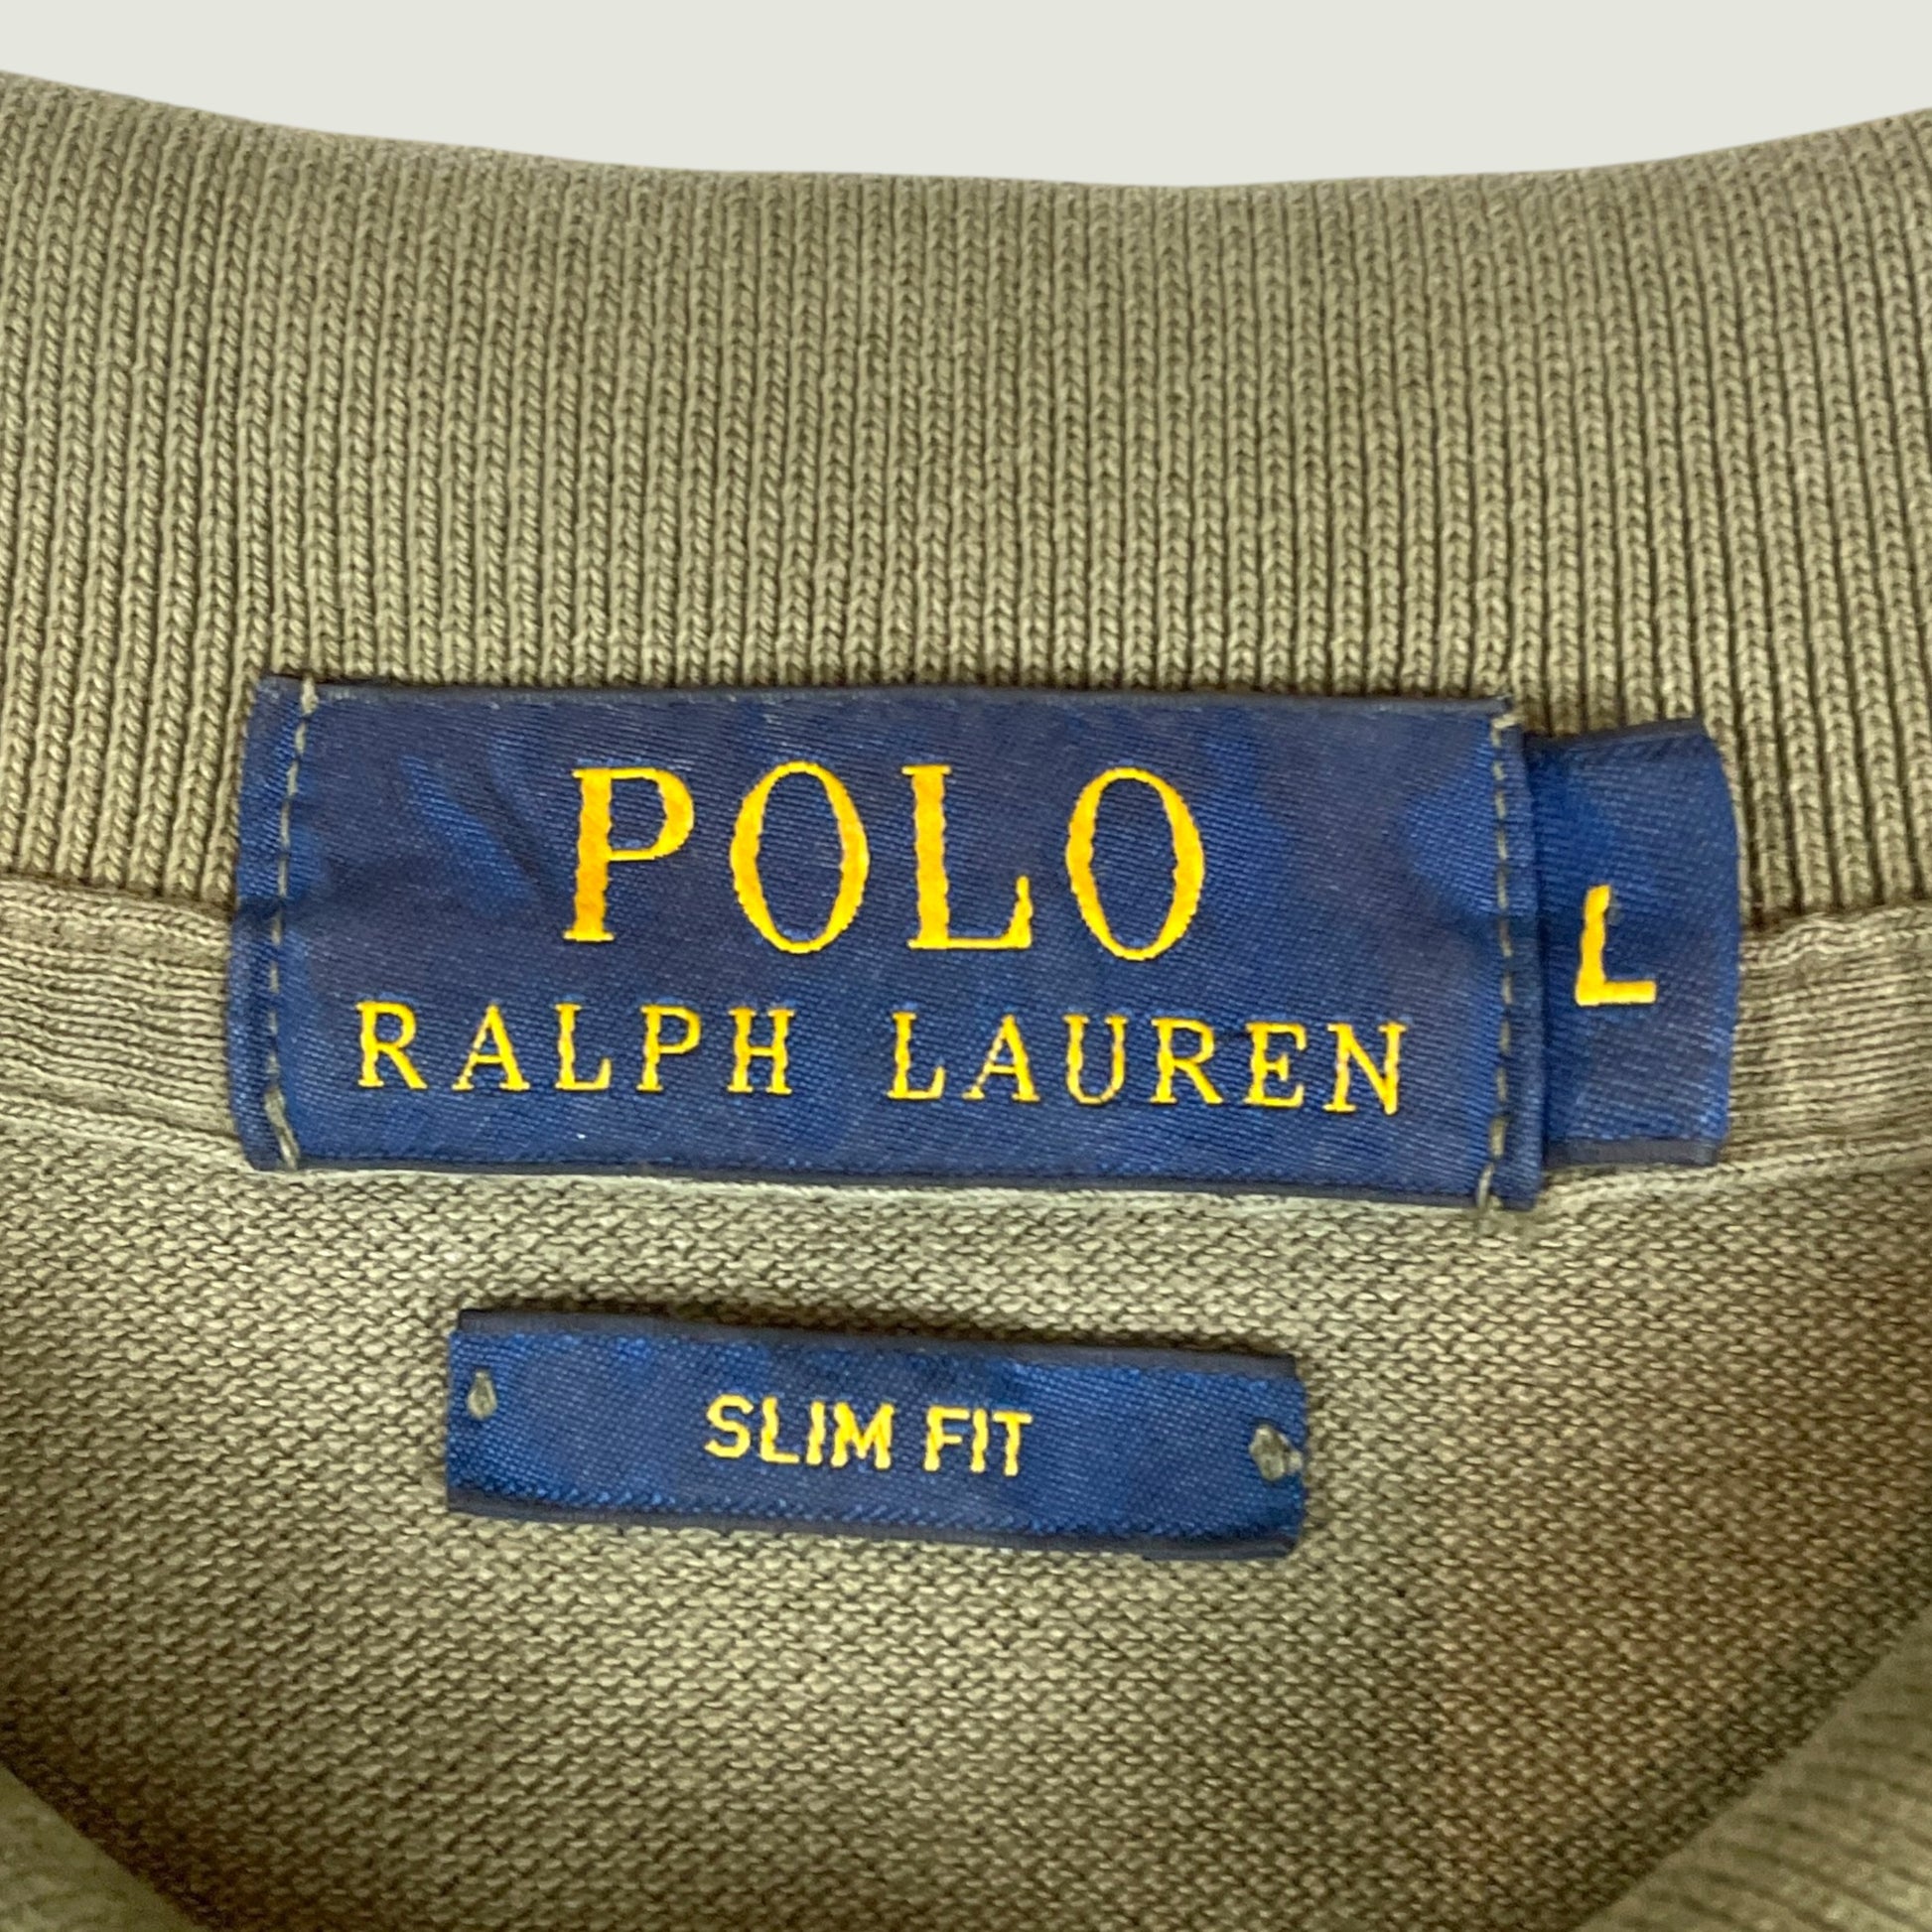 POLO
RALPH LAUREN
L
SLIM FIT